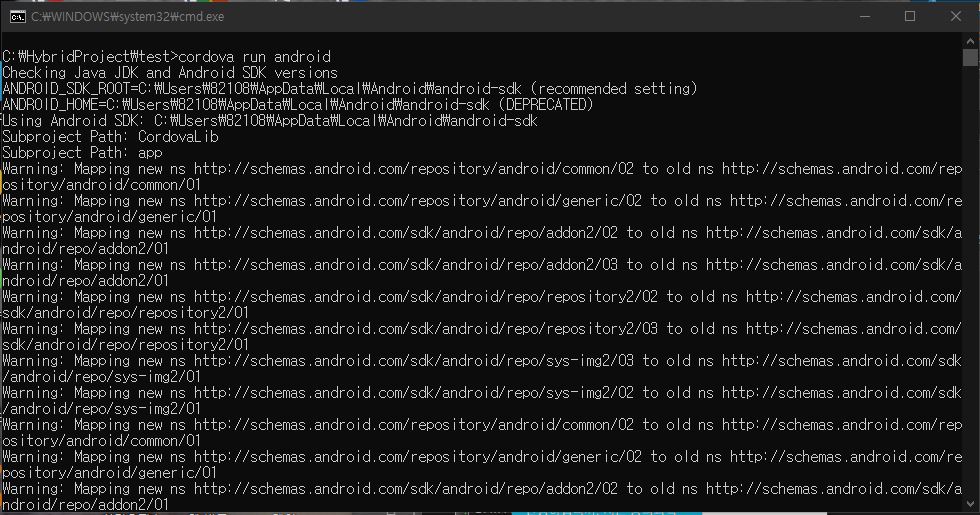 C:₩WINDOWS₩system32₩cmd.exe
C:₩HybridProject₩test>cordova run android
Checking Java JDK and Android SDK versions
ANDROID_SDK_ROOT=C:₩Users₩82108₩AppData₩Local₩Android₩android-sdk (recommended setting)
ANDROID_HOME=C:₩Users₩82108₩AppData₩Local₩Android₩android-sdk (DEPRECATED)
Using Android SDK: C:₩Users₩82108₩AppData₩Local₩Android₩android-sdk
Subproject Path: CordovaLib
Subproject Path: app
Warning: Mapping new ns http://schemas.android.com/repository/android/common/02 to old ns http://schemas.android.com/rep
ository/android/common/01
Warning: Mapping new ns http://schemas.android.com/repository/android/generic/02 to old ns http://schemas.android.com/re
pository/android/generic/01
Warning: Mapping new ns http://schemas.android.com/sdk/android/repo/addon2/02 to old ns http://schemas.android.com/sdk/a
ndroid/repo/addon2/01
Warning: Mapping new ns http://schemas.android.com/sdk/android/repo/addon2/03 to old ns http://schemas.android.com/sdk/a
ndroid/repo/addon2/01
Warning: Mapping new ns http://schemas.android.com/sdk/android/repo/repository2/02 to old ns http://schemas.android.com/
sdk/android/repo/repository2/01
Warning: Mapping new ns http://schemas.android.com/sdk/android/repo/repository2/03 to old ns http://schemas.android.com/
sdk/android/repo/repository2/01
Warning: Mapping new ns http://schemas.android.com/sdk/android/repo/sys-img2/03 to old ns http://schemas.android.com/sdk
/android/repo/sys-img2/01
Warning: Mapping new ns http://schemas.android.com/sdk/android/repo/sys-img2/02 to old ns http://schemas.android.com/sdk
/android/repo/sys-img2/01
Warning: Mapping new ns http://schemas.android.com/repository/android/common/02 to old ns http://schemas.android.com/rep
ository/android/common/01
Warning: Mapping new ns http://schemas.android.com/repository/android/generic/02 to old ns http://schemas.android.com/re
pository/android/generic/01
Warning: Mapping new ns http://schemas.android.com/sdk/android/repo/addon2/02 to old ns http://schemas.android.com/sdk/a
ndroid/repo/addon2/01